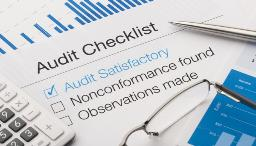 Audit Checklist
Audit Satisfactory
Nonconformance found
Observations made